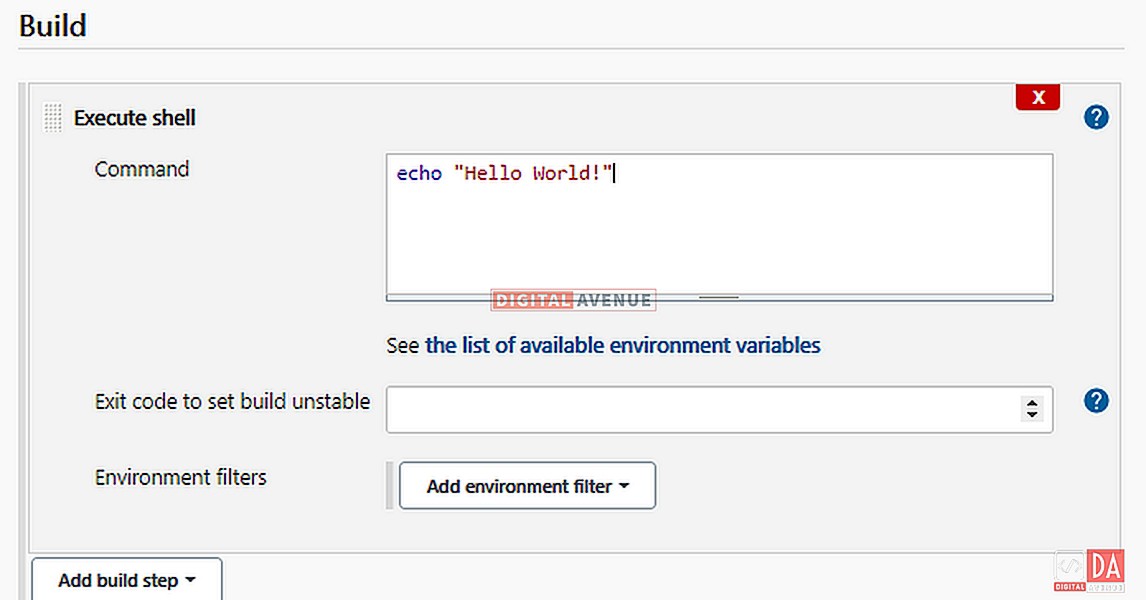 Build
X
Execute shell
?
Command
echo "Hello World!"
DIGITAL AVENUE
See the list of available environment variables
Exit code to set build unstable
?
Environment filters
Add environment filter
Add build step
</>
DA
DIGITAL AVENUE